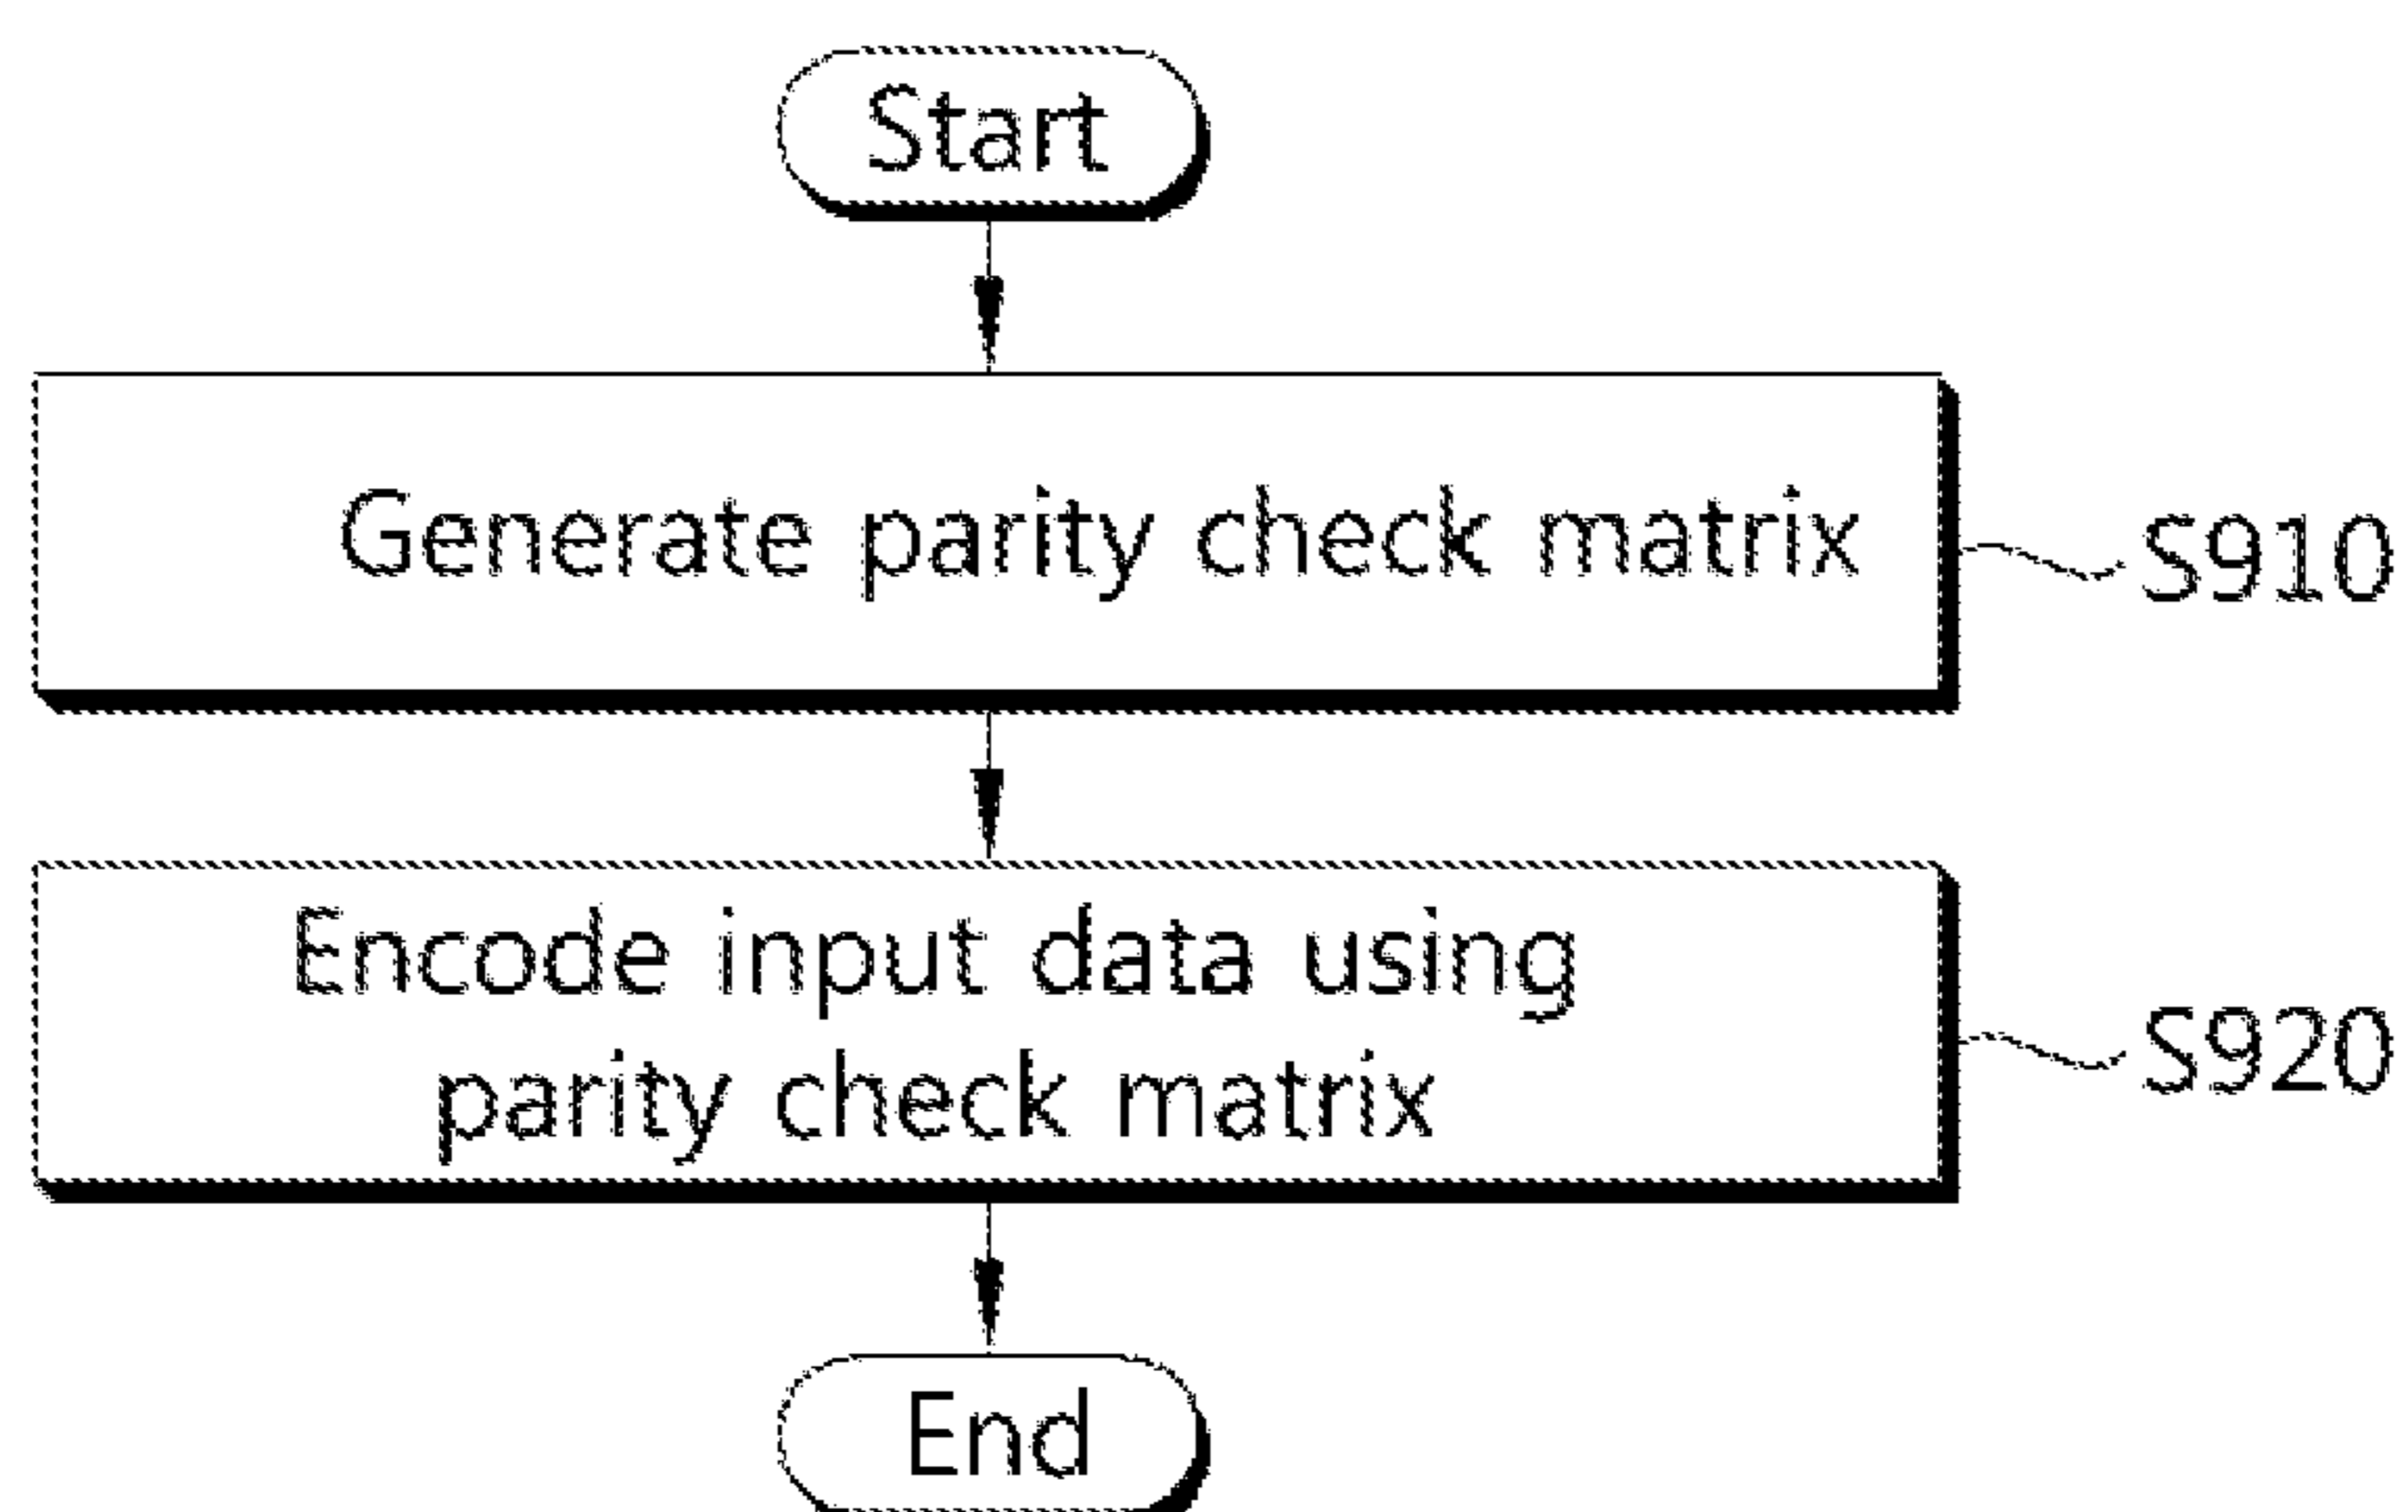 Start
Generate parity check matrix
S910
Encode input data using
parity check matrix
S920
End